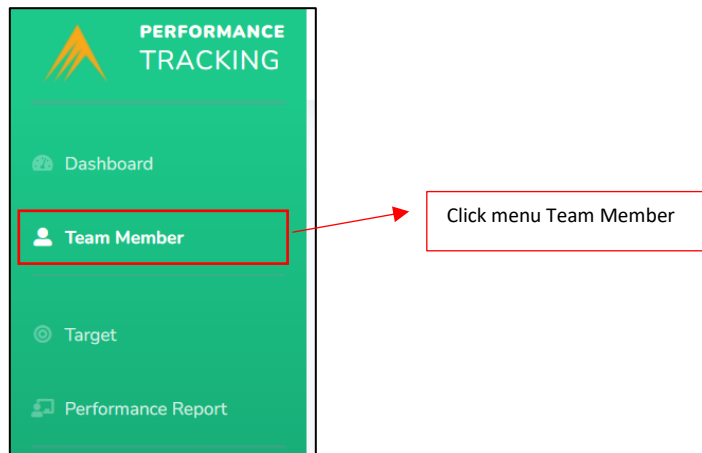 PERFORMANCE
TRACKING
Dashboard
Team Member
Click menu Team Member
Target
Performance Report